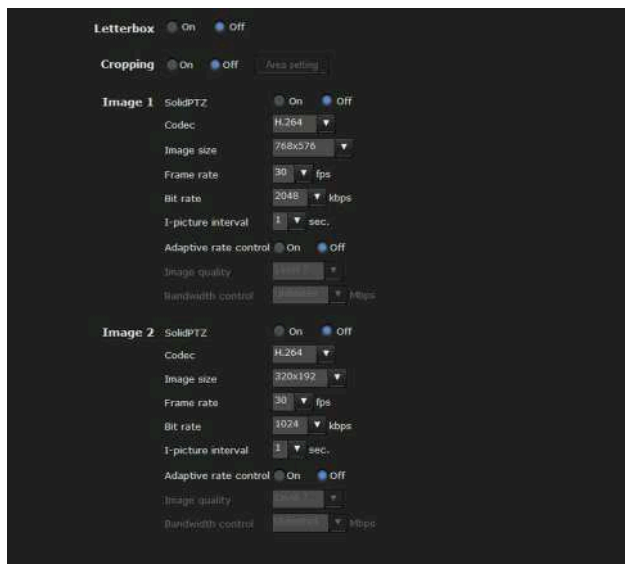 Letterbox On Off
Cropping On Off Area setting
Image 1 SolidPTZ On Off
Codec H.264
Image size 768x576
Frame rate 30 fps
Bit rate 2048 kbps
I-picture interval 1 sec.
Adaptive rate control On Off
Image quality
Bandwidth control Mbps
Image 2 SolidPTZ On Off
Codec H.264
Image size 320x192
Frame rate 30 fps
Bit rate 1024 kbps
I-picture interval 1 sec.
Adaptive rate control On Off
Image quality
Bandwidth control Mbps